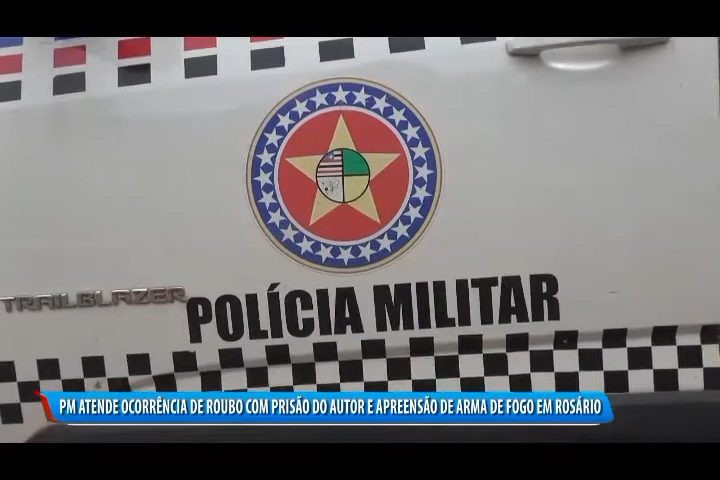 TRAILBLAZER
POLÍCIA MILITAR
PM ATENDE OCORRÊNCIA DE ROUBO COM PRISÃO DO AUTOR E APREENSÃO DE ARMA DE FOGO EM ROSÁRIO